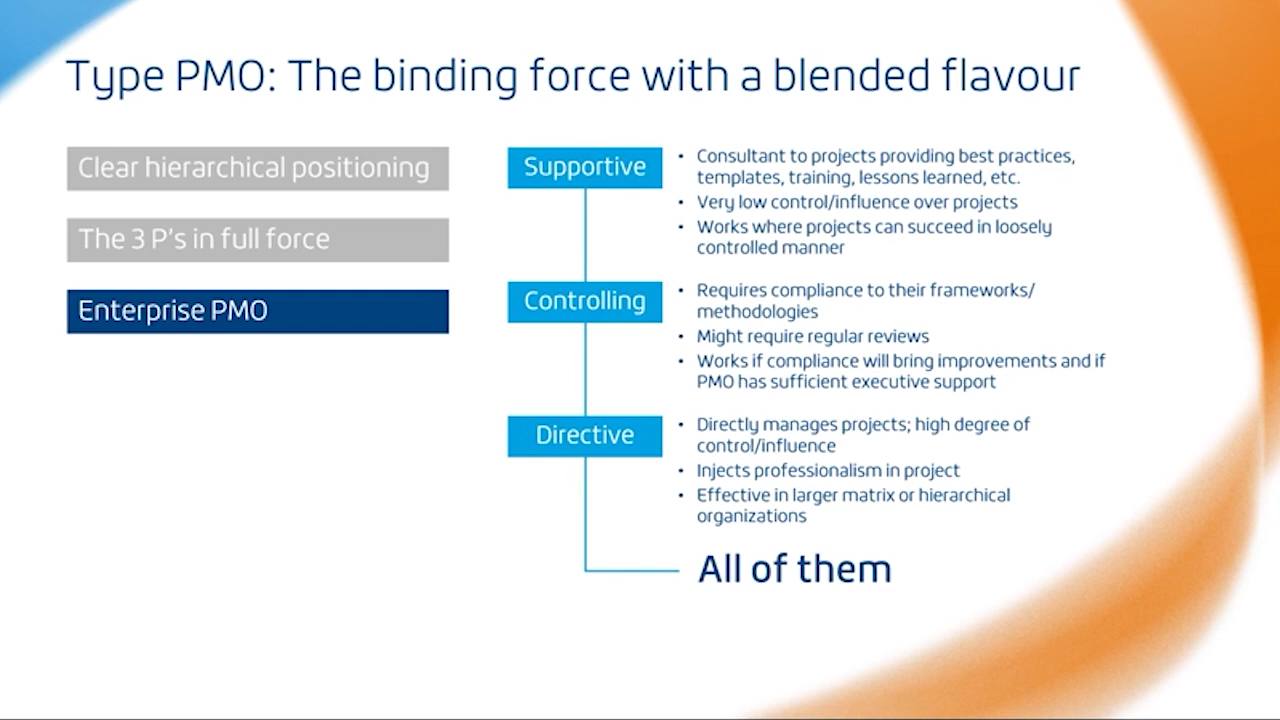 Type PMO: The binding force with a blended flavour
Clear hierarchical positioning
The 3 P's in full force
Enterprise PMO
Supportive
• Consultant to projects providing best practices,
templates, training, lessons learned, etc.
• Very low control/influence over projects
• Works where projects can succeed in loosely
controlled manner
Controlling
• Requires compliance to their frameworks/
methodologies
• Might require regular reviews
• Works if compliance will bring improvements and if
PMO has sufficient executive support
Directive
• Directly manages projects; high degree of
control/influence
• Injects professionalism in project
• Effective in larger matrix or hierarchical
organizations
All of them